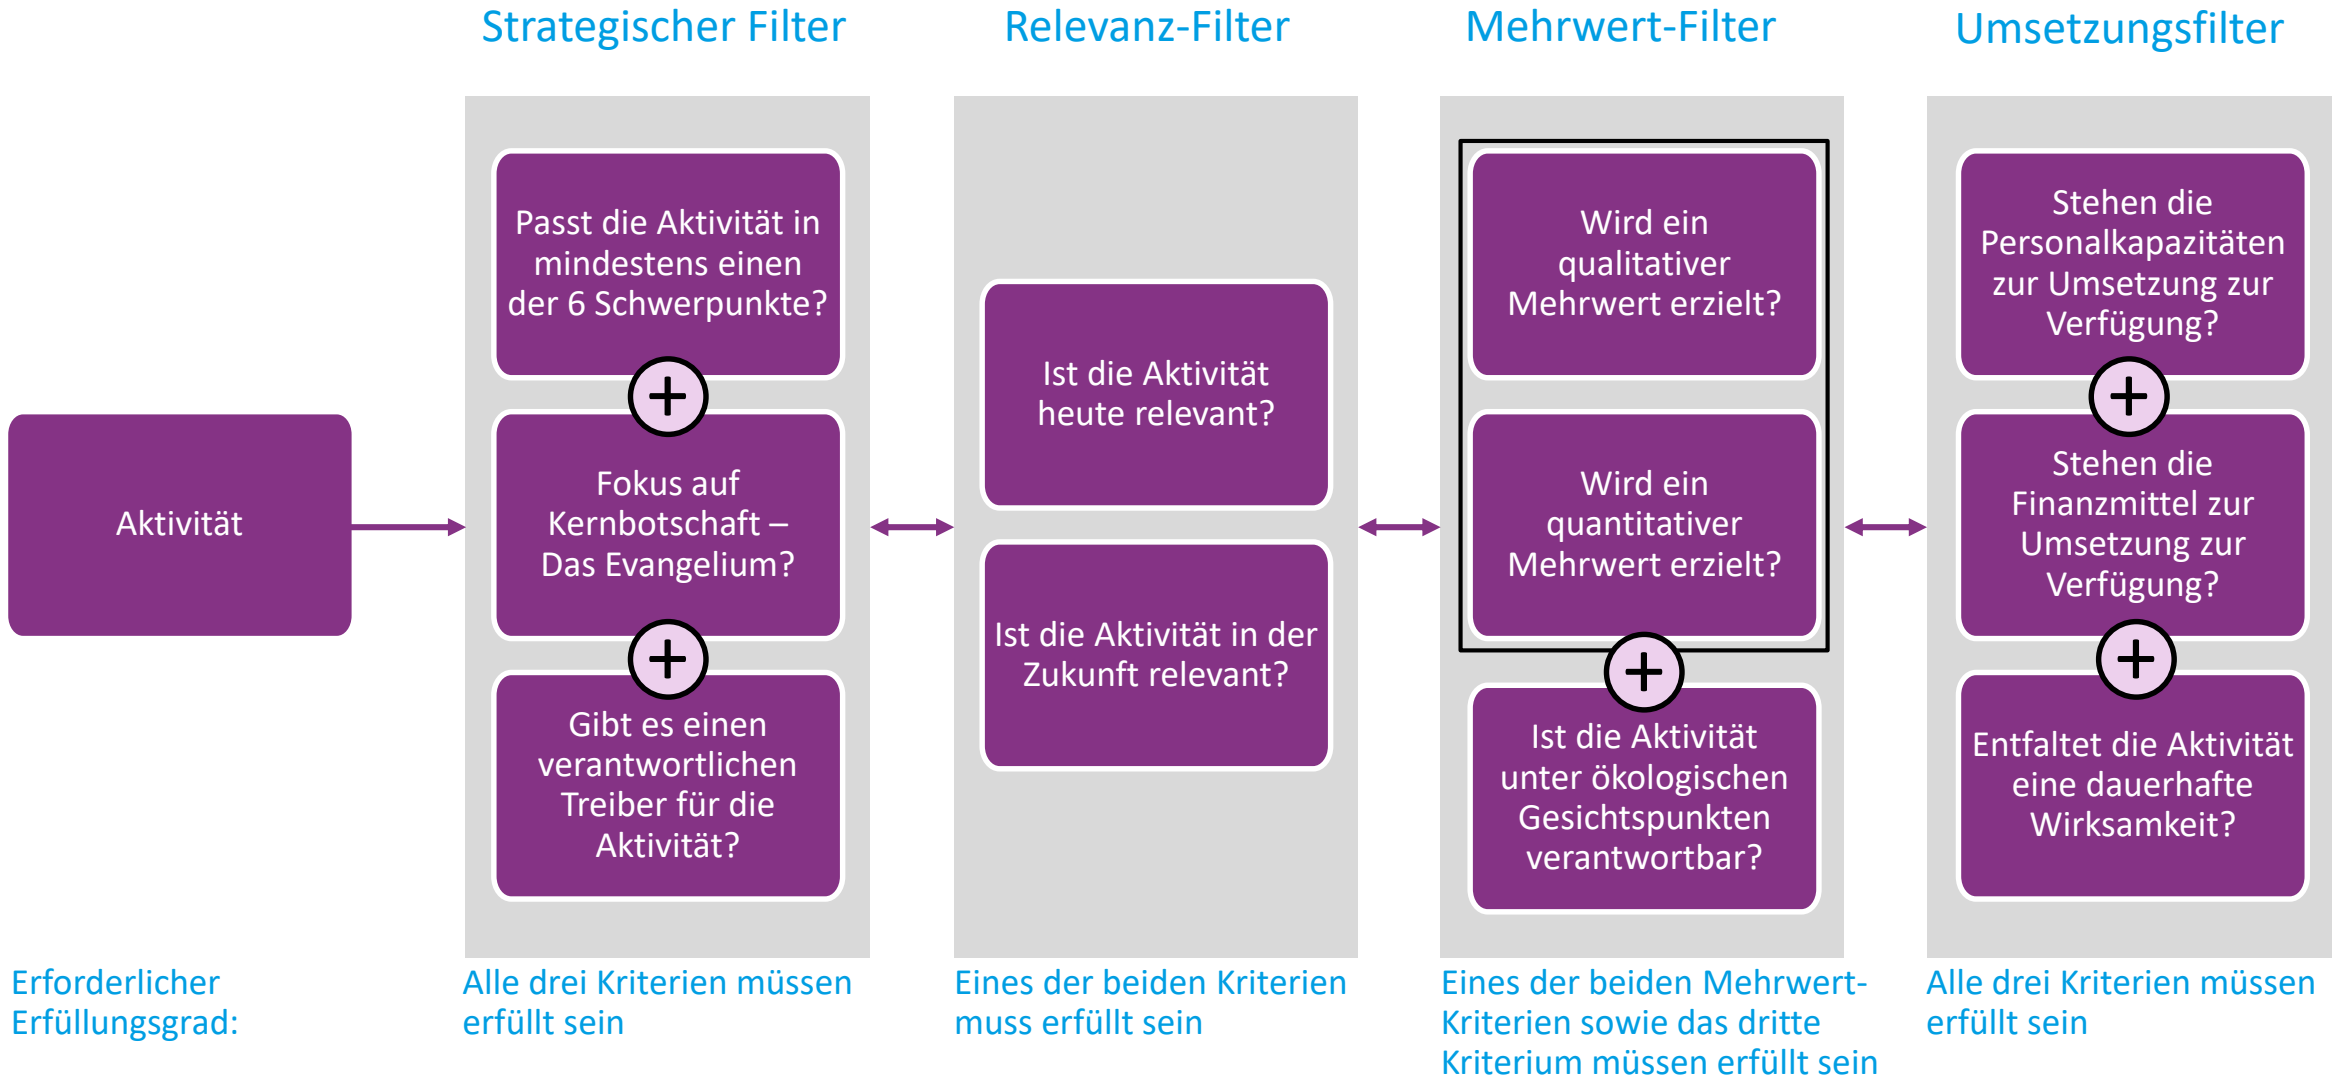 Strategischer Filter
Relevanz-Filter
Mehrwert-Filter
Umsetzungsfilter
Aktivität
Passt die Aktivität in
mindestens einen
der 6 Schwerpunkte?
+
Fokus auf
Kernbotschaft –
Das Evangelium?
+
Gibt es einen
verantwortlichen
Treiber für die
Aktivität?
Ist die Aktivität
heute relevant?
Ist die Aktivität in der
Zukunft relevant?
Wird ein
qualitativer
Mehrwert erzielt?
Wird ein
quantitativer
Mehrwert erzielt?
+
Ist die Aktivität
unter ökologischen
Gesichtspunkten
verantwortbar?
Stehen die
Personalkapazitäten
zur Umsetzung zur
Verfügung?
+
Stehen die
Finanzmittel zur
Umsetzung zur
Verfügung?
+
Entfaltet die Aktivität
eine dauerhafte
Wirksamkeit?
Erforderlicher
Erfüllungsgrad:
Alle drei Kriterien müssen
erfüllt sein
Eines der beiden Kriterien
muss erfüllt sein
Eines der beiden Mehrwert-
Kriterien sowie das dritte
Kriterium müssen erfüllt sein
Alle drei Kriterien müssen
erfüllt sein